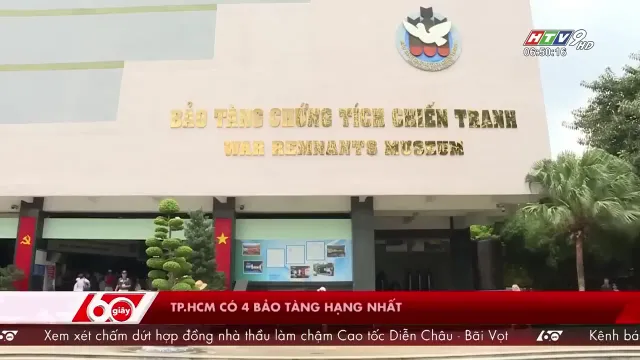 HTV9 HD
06:50:16
BẢO TÀNG CHỨNG TÍCH CHIẾN TRANH
WAR REMNANTS MUSEUM
60 giây
TP.HCM CÓ 4 BẢO TÀNG HẠNG NHẤT
Xem xét chấm dứt hợp đồng nhà thầu làm chậm Cao tốc Diễn Châu - Bãi Vọt
60
Kênh bá